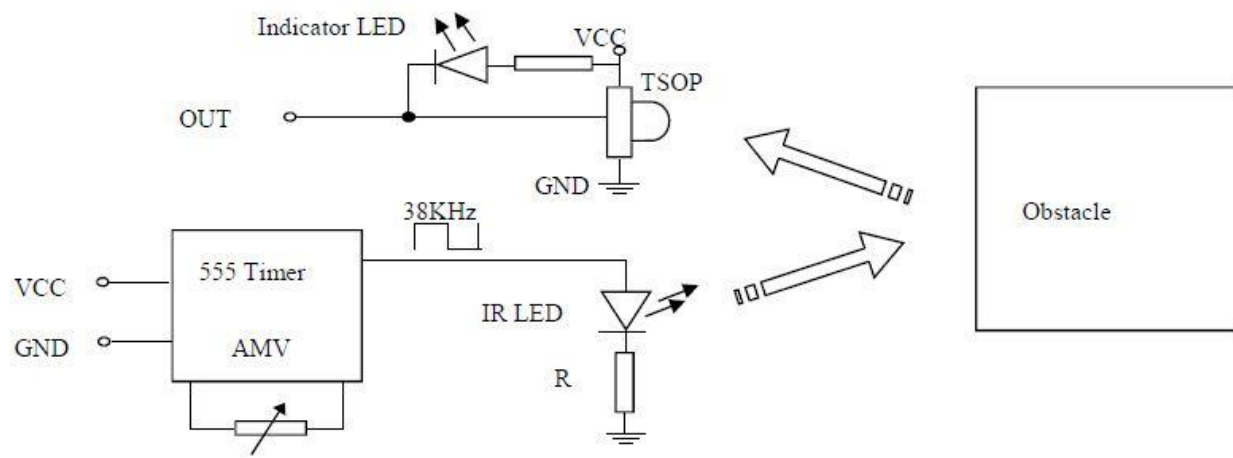 Indicator LED
VCC
TSOP
OUT
GND
38KHz
555 Timer
VCC
Obstacle
IR LED
GND
AMV
R